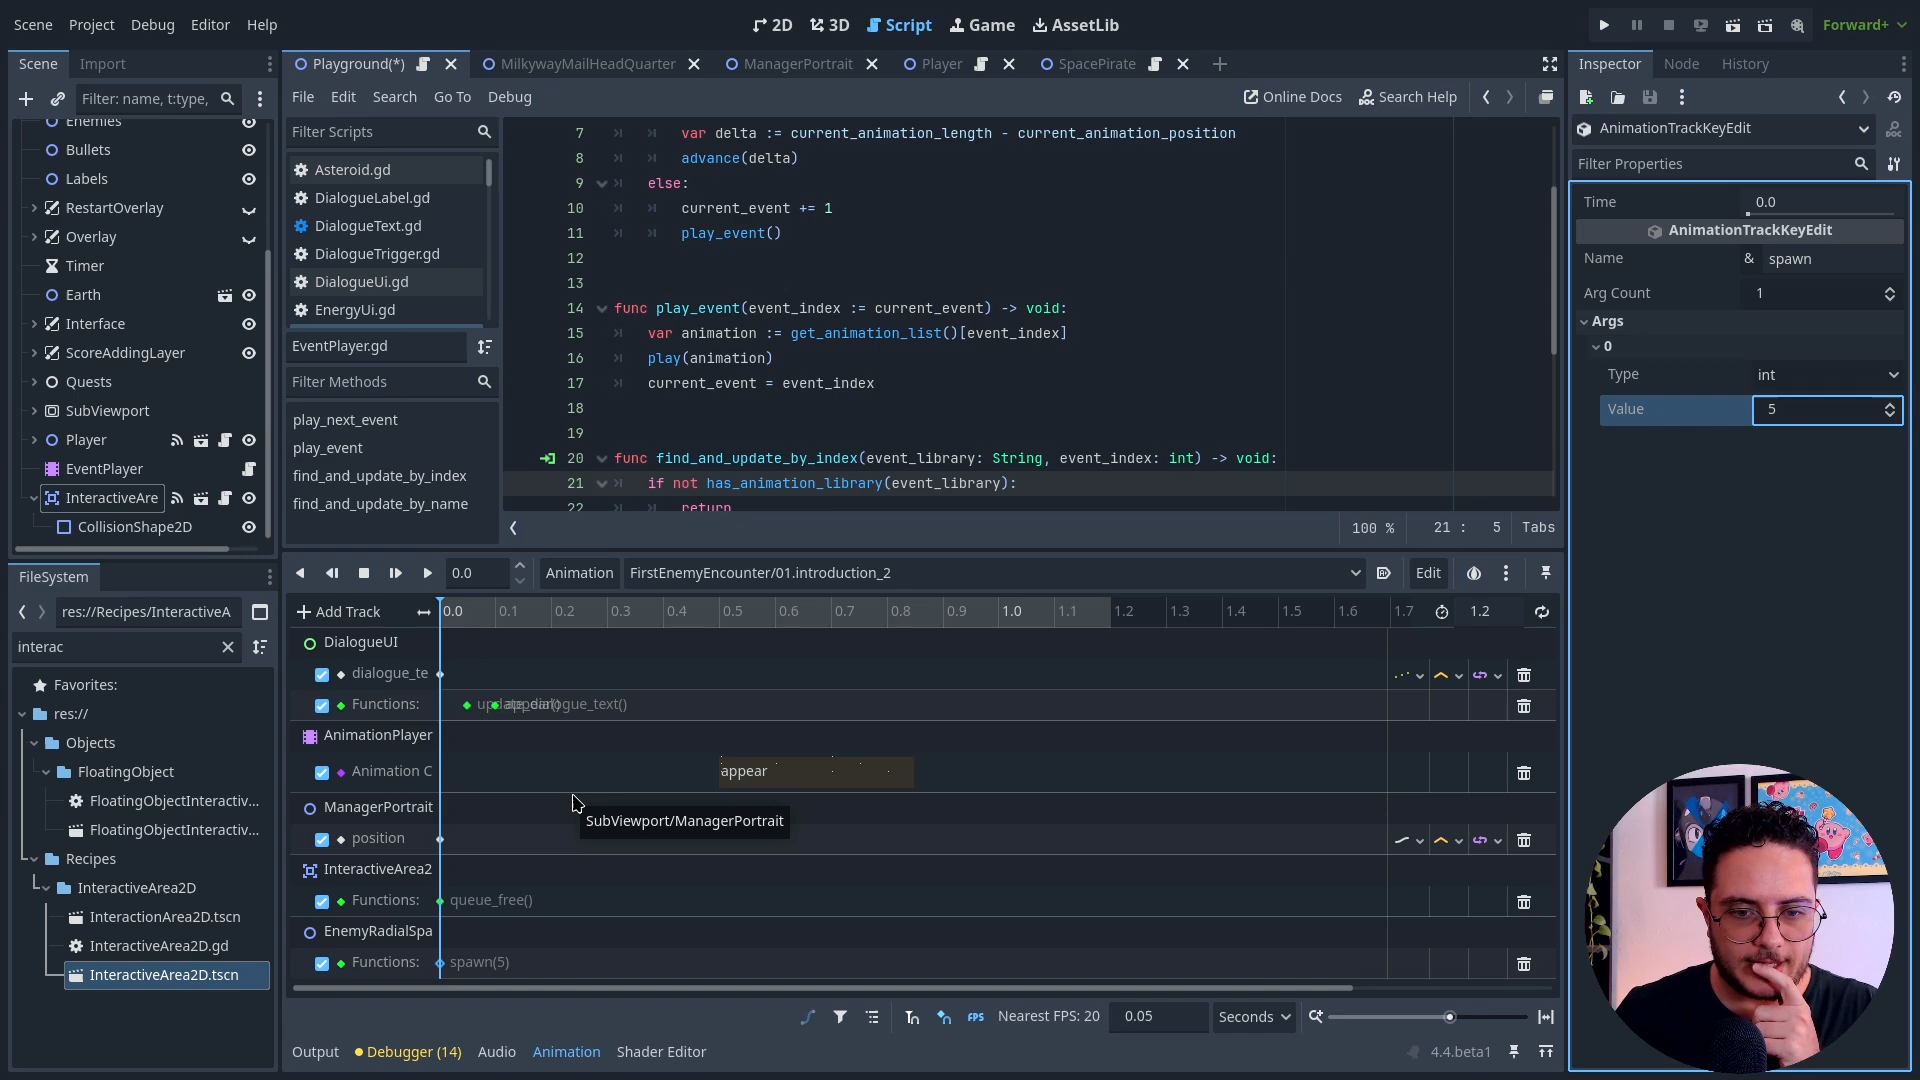 Scene Project Debug Editor Help
2D 3D Script Game AssetLib
Forward+
Scene Import
Playground(*) MilkywayMailHeadQuarter ManagerPortrait Player SpacePirate
Inspector Node History
Filter: name, t:type,
File Edit Search Go To Debug
Online Docs Search Help
Enemies
Bullets
Labels
RestartOverlay
Overlay
Timer
Earth
Interface
ScoreAddingLayer
Quests
SubViewport
Player
EventPlayer
InteractiveAre
CollisionShape2D
Filter Scripts
Asteroid.gd
DialogueLabel.gd
DialogueText.gd
DialogueTrigger.gd
DialogueUi.gd
EnergyUi.gd
EventPlayer.gd
Filter Methods
play_next_event
play_event
find_and_update_by_index
find_and_update_by_name
7 var delta := current_animation_length - current_animation_position
8 advance(delta)
9 else:
10 current_event += 1
11 play_event()
12
13
14 func play_event(event_index := current_event) -> void:
15 var animation := get_animation_list()[event_index]
16 play(animation)
17 current_event = event_index
18
19
20 func find_and_update_by_index(event_library: String, event_index: int) -> void:
21 if not has_animation_library(event_library):
22 return
100 % 21 : 5 Tabs
AnimationTrackKeyEdit
Filter Properties
Time 0.0
AnimationTrackKeyEdit
Name & spawn
Arg Count 1
Args
0
Type int
Value 5
FileSystem
res://Recipes/InteractiveA
interac
Favorites:
res://
Objects
FloatingObject
FloatingObjectInteractiv...
FloatingObjectInteractiv...
Recipes
InteractiveArea2D
InteractionArea2D.tscn
InteractiveArea2D.gd
InteractiveArea2D.tscn
0.0 Animation FirstEnemyEncounter/01.introduction_2 Edit
Add Track 0.0 0.1 0.2 0.3 0.4 0.5 0.6 0.7 0.8 0.9 1.0 1.1 1.2 1.3 1.4 1.5 1.6 1.7 1.2
DialogueUI
dialogue_te
Functions:
AnimationPlayer
Animation C appear
ManagerPortrait
SubViewport/ManagerPortrait
position
InteractiveArea2
Functions: queue_free()
EnemyRadialSpa
Functions: spawn(5)
Nearest FPS: 20 0.05 Seconds
Output Debugger (14) Audio Animation Shader Editor 4.4.beta1